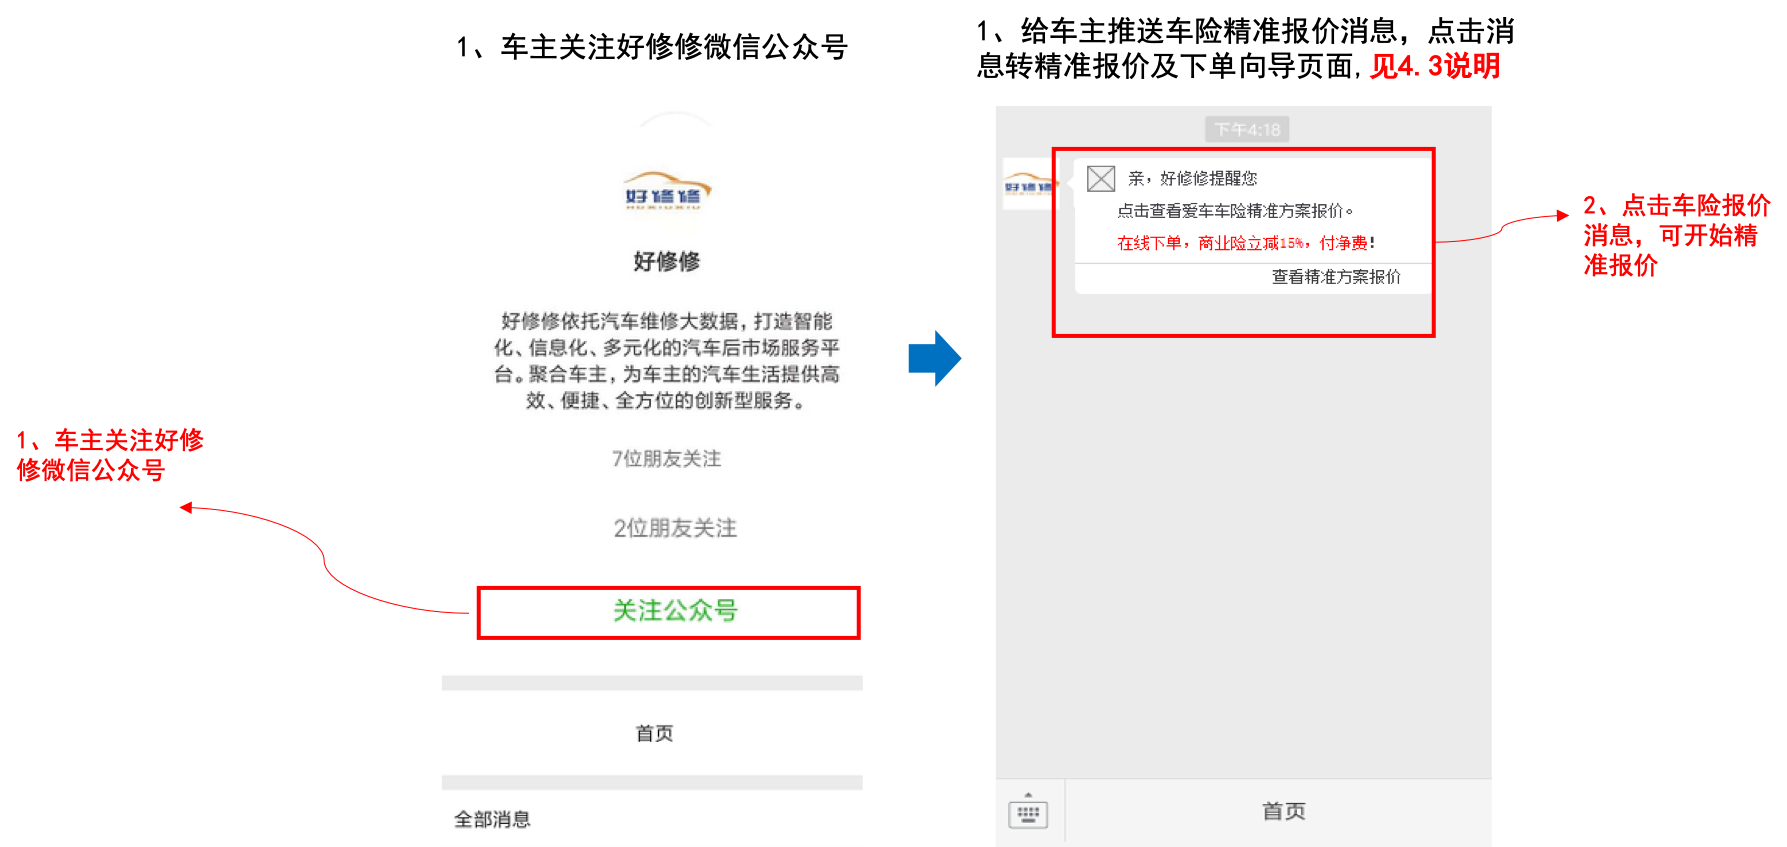 1、车主关注好修修微信公众号
1、给车主推送车险精准报价消息，点击消
息转精准报价及下单向导页面,见4.3说明
好修修
HUXIUXIU
好修修
好修修依托汽车维修大数据，打造智能
化、信息化、多元化的汽车后市场服务平
台。聚合车主，为车主的汽车生活提供高
效、便捷、全方位的创新型服务。
7位朋友关注
2位朋友关注
关注公众号
首页
全部消息
1、车主关注好修
修微信公众号
下午4:18
好修修
亲，好修修提醒您
点击查看爱车车险精准方案报价。
在线下单，商业险立减15%，付净费！
查看精准方案报价
首页
2、点击车险报价
消息，可开始精
准报价